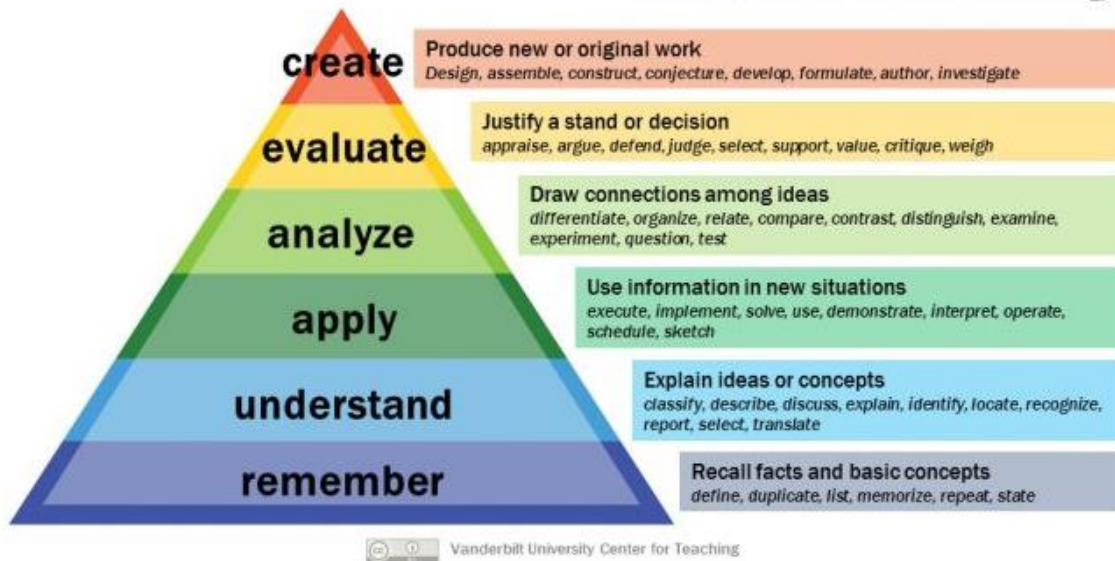 create
Produce new or original work
Design, assemble, construct, conjecture, develop, formulate, author, investigate
evaluate
Justify a stand or decision
appraise, argue, defend, judge, select, support, value, critique, weigh
analyze
Draw connections among ideas
differentiate, organize, relate, compare, contrast, distinguish, examine,
experiment, question, test
apply
Use information in new situations
execute, implement, solve, use, demonstrate, interpret, operate,
schedule, sketch
understand
Explain ideas or concepts
classify, describe, discuss, explain, identify, locate, recognize,
report, select, translate
remember
Recall facts and basic concepts
define, duplicate, list, memorize, repeat, state
cc
Vanderbilt University Center for Teaching